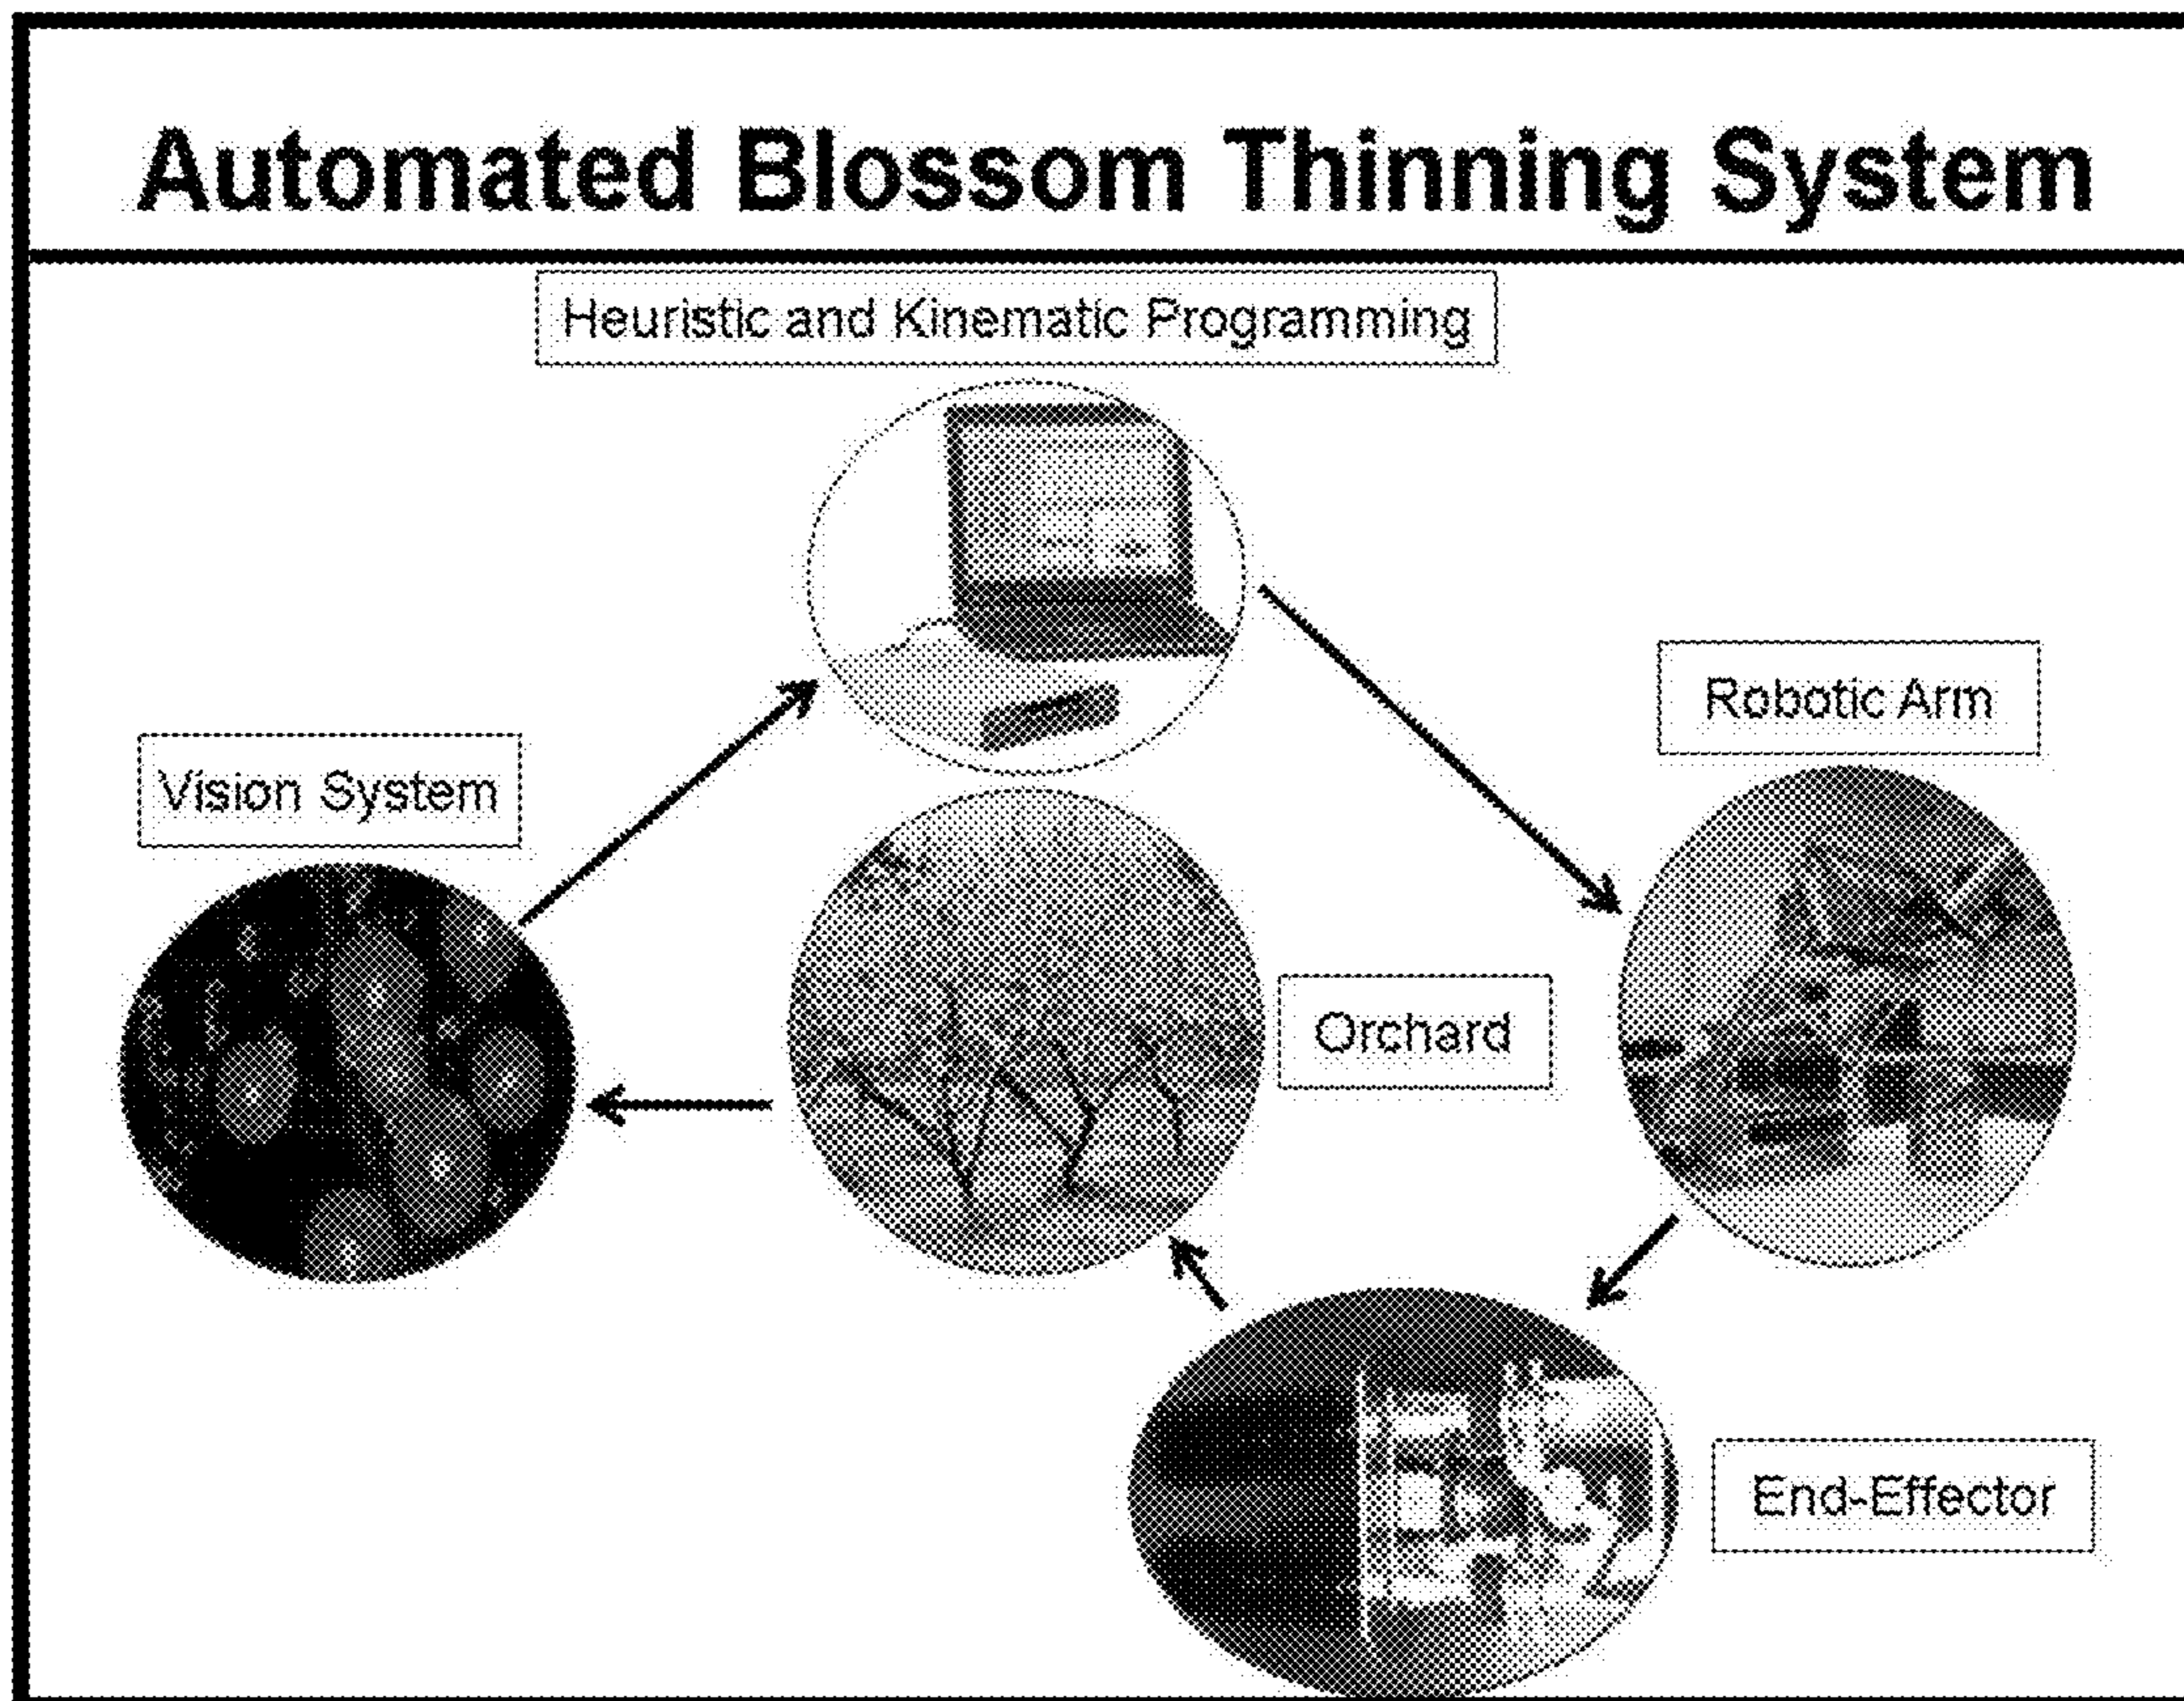 Automated Blossom Thinning System
Heuristic and Kinematic Programming
Robotic Arm
Vision System
Orchard
End-Effector